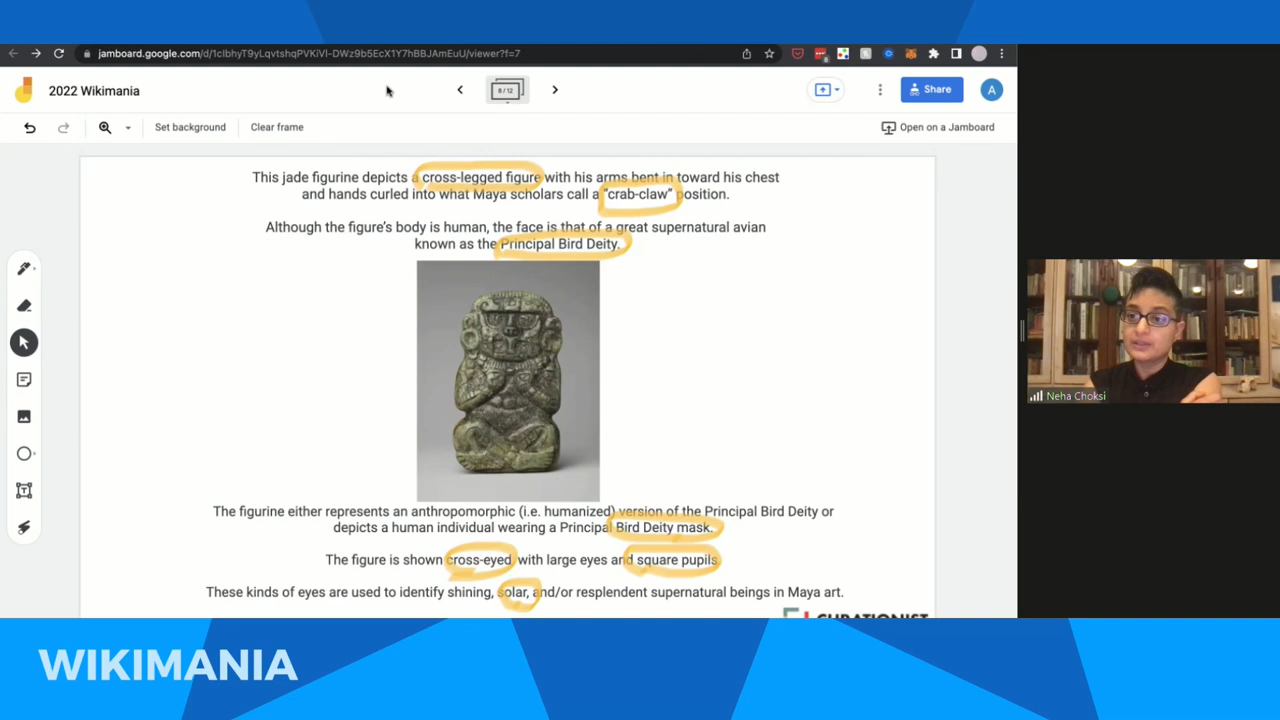 jamboard.google.com/d/1clbhyT9yLqvtshqPVKiVl-DWz9b5EcX1Y7hBBJAmEuU/viewer?f=7
2022 Wikimania
8 / 12
Share
A
Set background
Clear frame
Open on a Jamboard
This jade figurine depicts a cross-legged figure with his arms bent in toward his chest
and hands curled into what Maya scholars call a “crab-claw” position.
Although the figure’s body is human, the face is that of a great supernatural avian
known as the Principal Bird Deity.
The figurine either represents an anthropomorphic (i.e. humanized) version of the Principal Bird Deity or
depicts a human individual wearing a Principal Bird Deity mask.
The figure is shown cross-eyed with large eyes and square pupils.
These kinds of eyes are used to identify shining, solar, and/or resplendent supernatural beings in Maya art.
CURATIONIST
Neha Choksi
WIKIMANIA